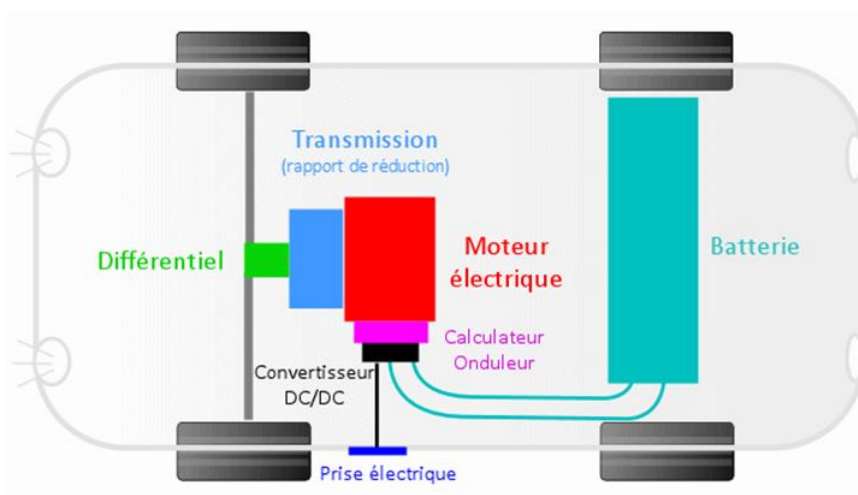 Transmission
(rapport de réduction)
Différentiel
Moteur
électrique
Batterie
Calculateur
Onduleur
Convertisseur
DC/DC
Prise électrique